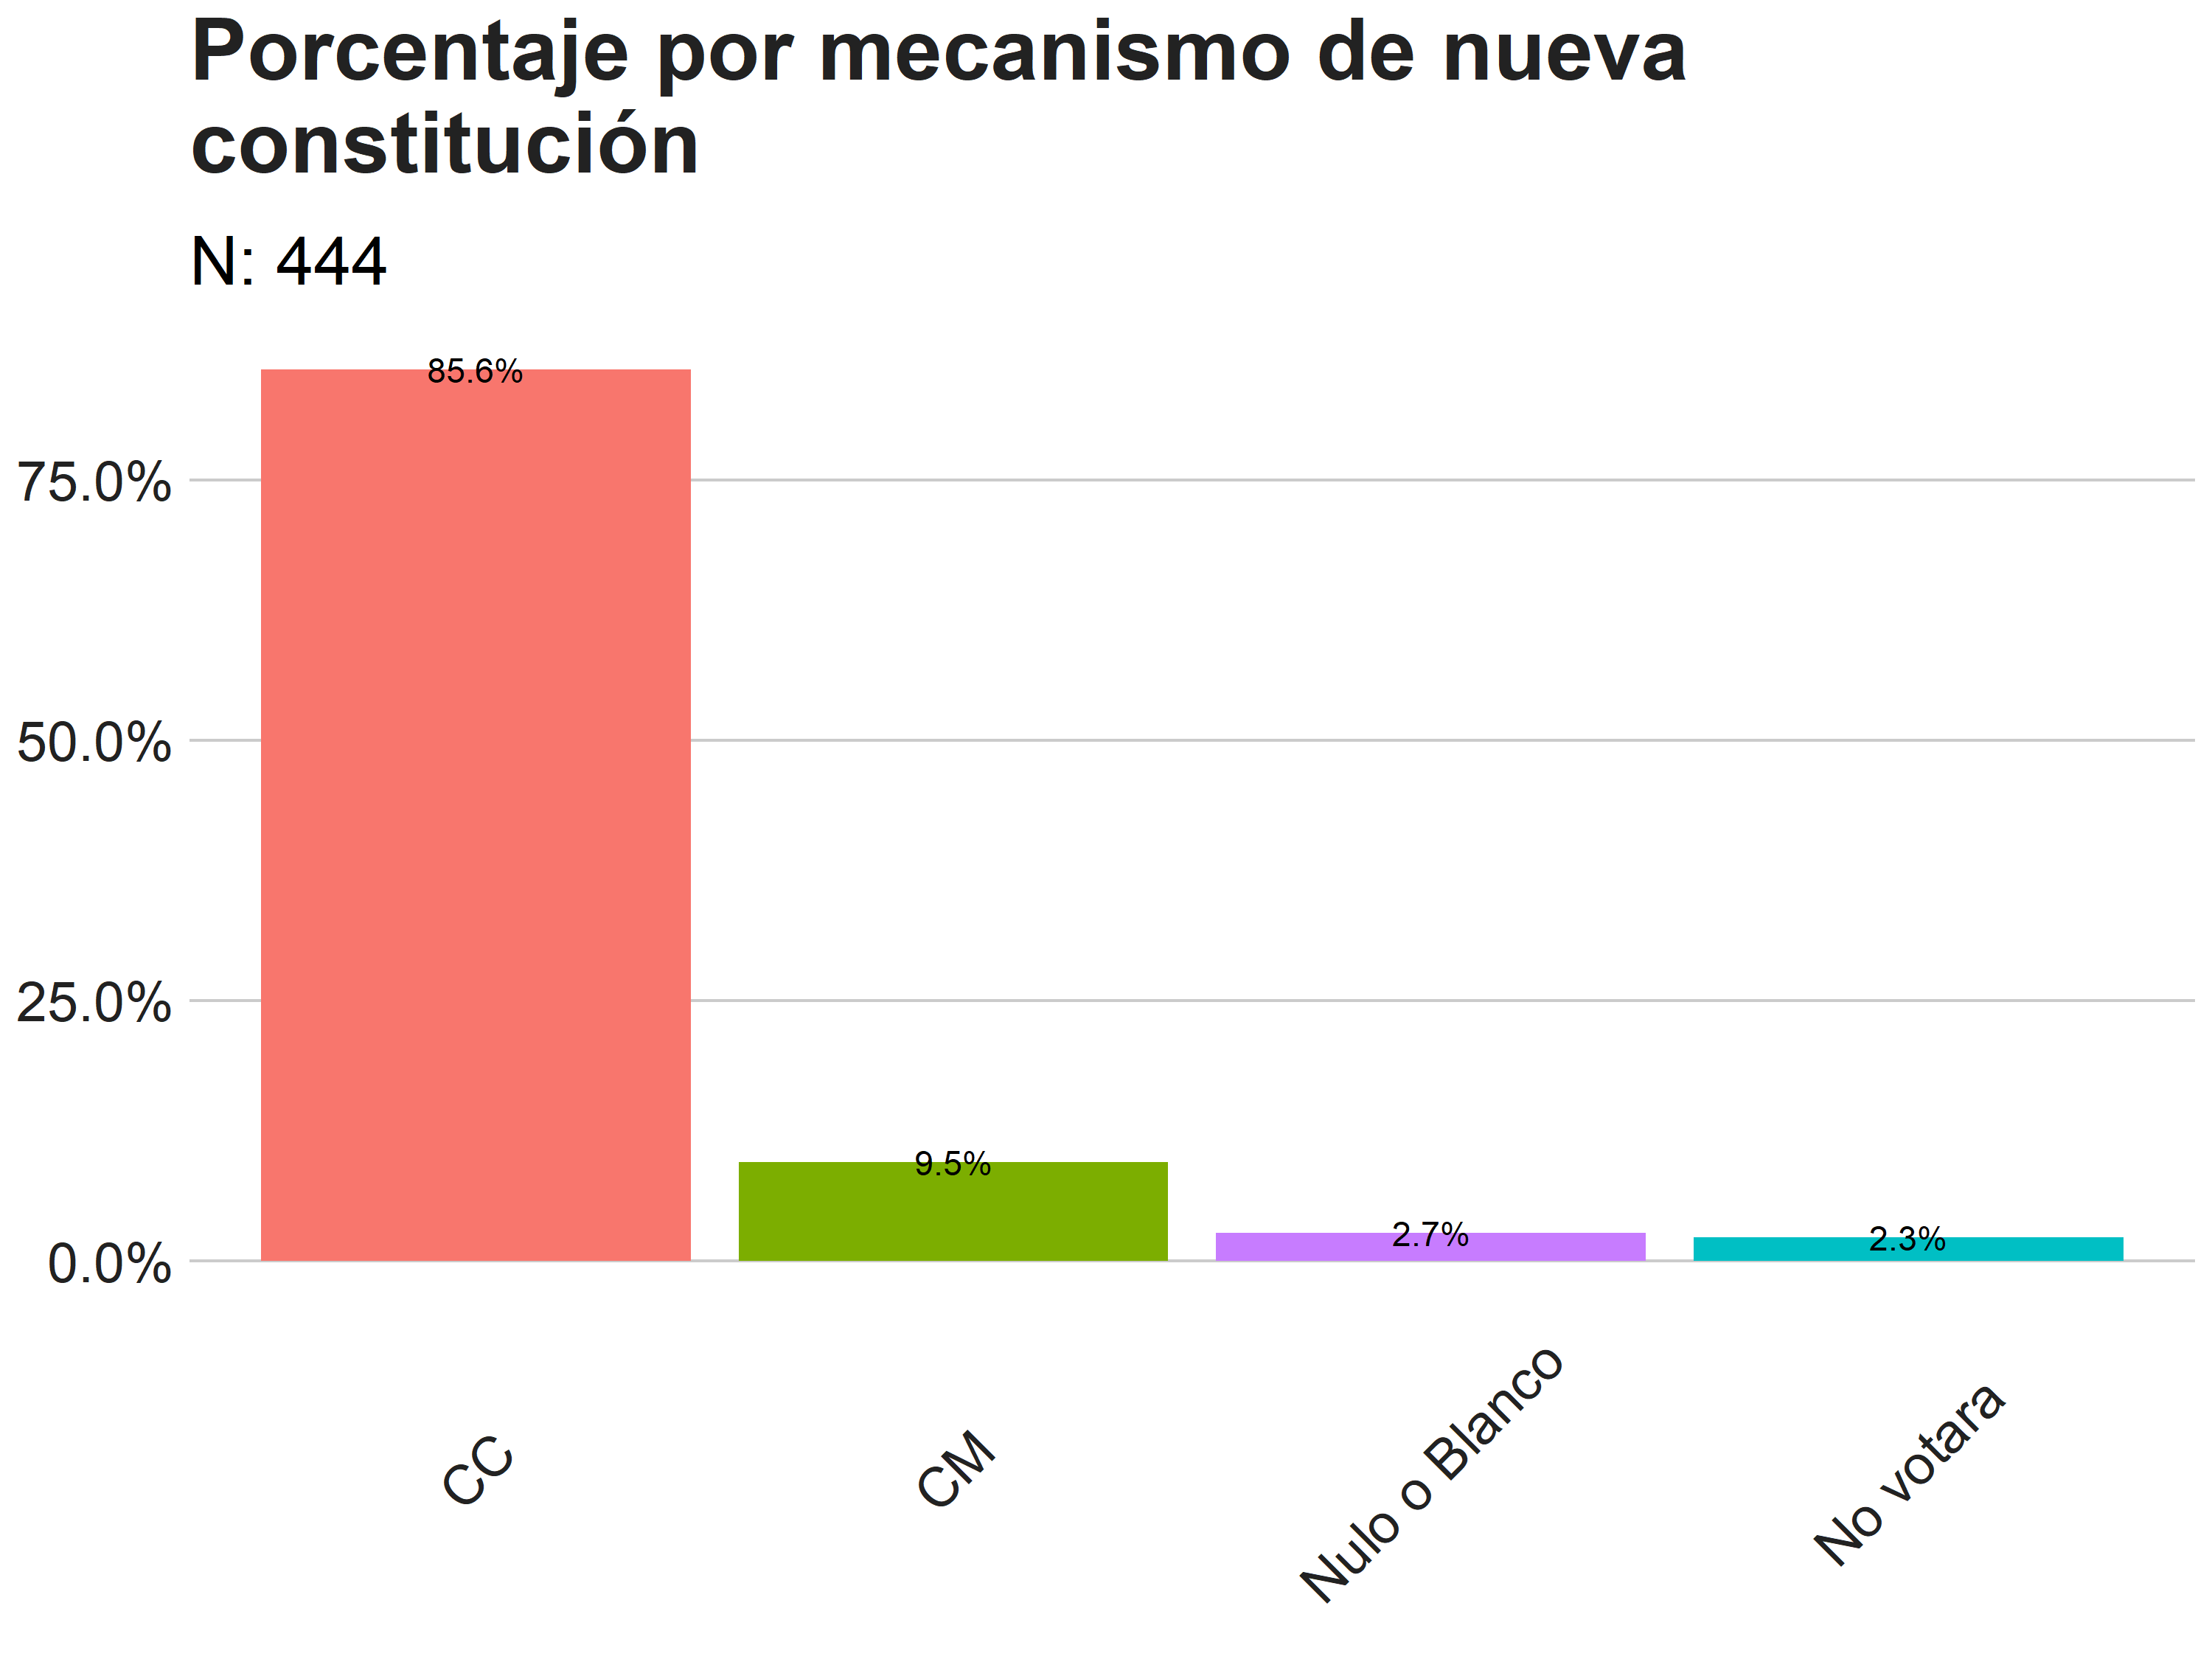 Porcentaje por mecanismo de nueva
constitución
N: 444
85.6%
75.0%
50.0%
25.0%
9.5%
2.7%
2.3%
0.0%
CC
CM
Nulo o Blanco
No votara